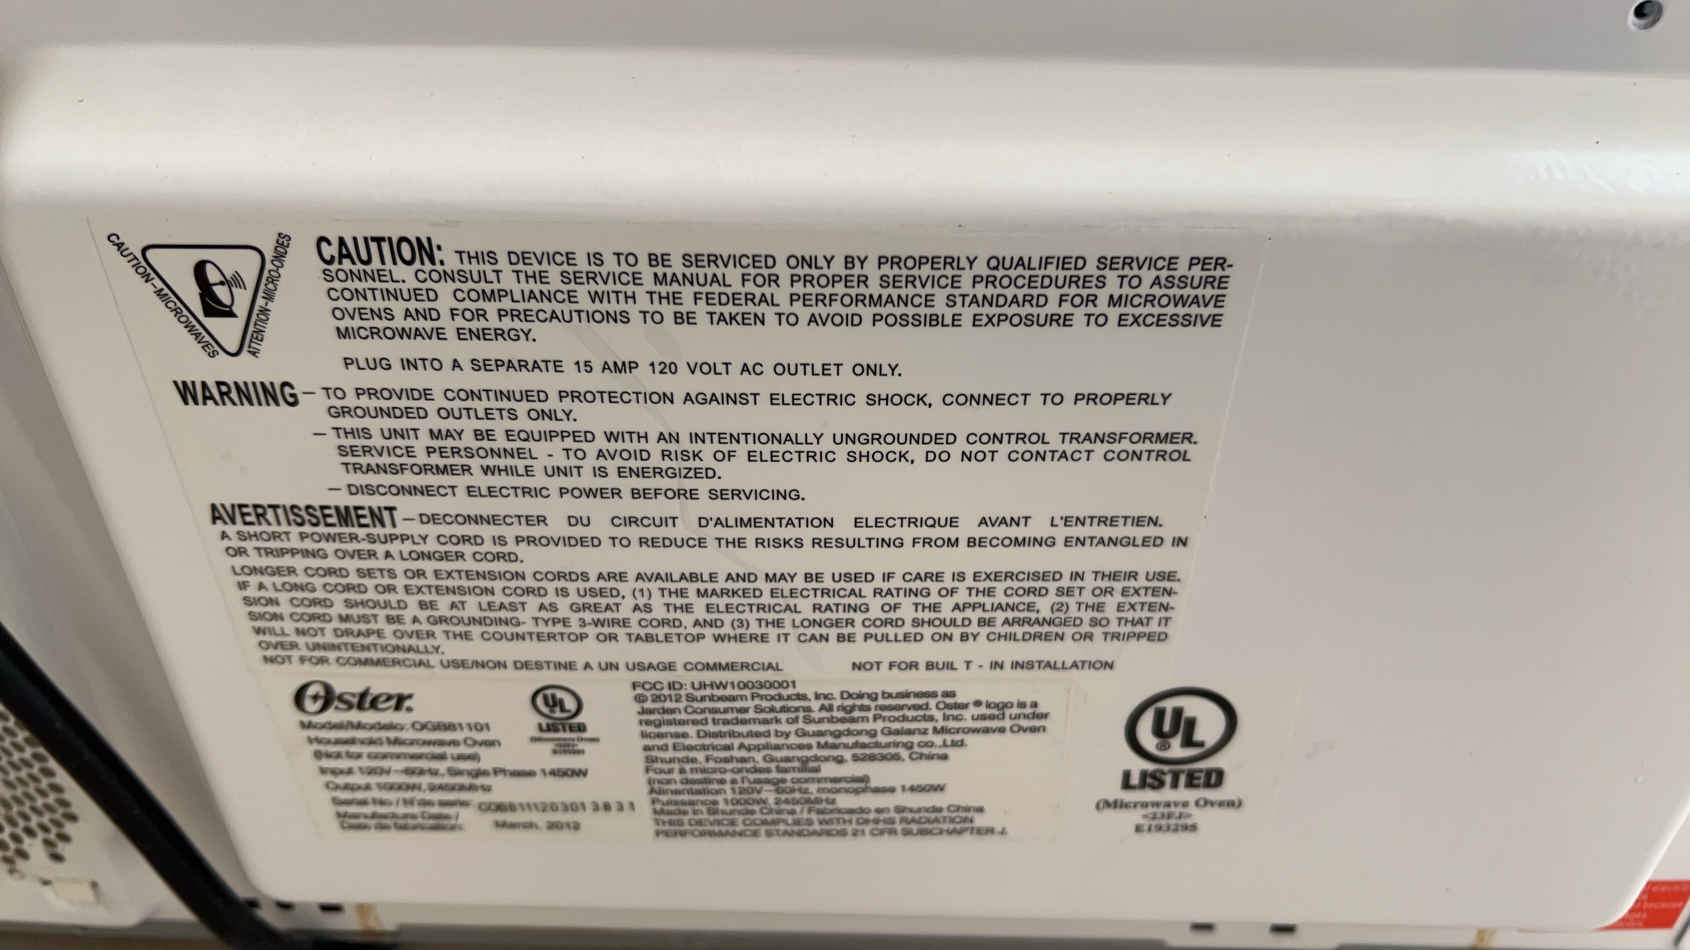 CAUTION-MICROWAVES
ATTENTION-MICRO-ONDES
CAUTION: THIS DEVICE IS TO BE SERVICED ONLY BY PROPERLY QUALIFIED SERVICE PER-
SONNEL. CONSULT THE SERVICE MANUAL FOR PROPER SERVICE PROCEDURES TO ASSURE
CONTINUED COMPLIANCE WITH THE FEDERAL PERFORMANCE STANDARD FOR MICROWAVE
OVENS AND FOR PRECAUTIONS TO BE TAKEN TO AVOID POSSIBLE EXPOSURE TO EXCESSIVE
MICROWAVE ENERGY.
PLUG INTO A SEPARATE 15 AMP 120 VOLT AC OUTLET ONLY.
WARNING – TO PROVIDE CONTINUED PROTECTION AGAINST ELECTRIC SHOCK, CONNECT TO PROPERLY
GROUNDED OUTLETS ONLY.
– THIS UNIT MAY BE EQUIPPED WITH AN INTENTIONALLY UNGROUNDED CONTROL TRANSFORMER.
SERVICE PERSONNEL - TO AVOID RISK OF ELECTRIC SHOCK, DO NOT CONTACT CONTROL
TRANSFORMER WHILE UNIT IS ENERGIZED.
– DISCONNECT ELECTRIC POWER BEFORE SERVICING.
AVERTISSEMENT – DECONNECTER DU CIRCUIT D'ALIMENTATION ELECTRIQUE AVANT L'ENTRETIEN.
A SHORT POWER-SUPPLY CORD IS PROVIDED TO REDUCE THE RISKS RESULTING FROM BECOMING ENTANGLED IN
OR TRIPPING OVER A LONGER CORD.
LONGER CORD SETS OR EXTENSION CORDS ARE AVAILABLE AND MAY BE USED IF CARE IS EXERCISED IN THEIR USE.
IF A LONG CORD OR EXTENSION CORD IS USED, (1) THE MARKED ELECTRICAL RATING OF THE CORD SET OR EXTEN-
SION CORD SHOULD BE AT LEAST AS GREAT AS THE ELECTRICAL RATING OF THE APPLIANCE, (2) THE EXTEN-
SION CORD MUST BE A GROUNDING- TYPE 3-WIRE CORD, AND (3) THE LONGER CORD SHOULD BE ARRANGED SO THAT IT
WILL NOT DRAPE OVER THE COUNTERTOP OR TABLETOP WHERE IT CAN BE PULLED ON BY CHILDREN OR TRIPPED
OVER UNINTENTIONALLY.
NOT FOR COMMERCIAL USE/NON DESTINE A UN USAGE COMMERCIAL NOT FOR BUIL T - IN INSTALLATION
Oster.
Model/Modelo: OGB81101
Household Microwave Oven
(Not for commercial use)
Input 120V~60Hz, Single Phase 1450W
Output 1000W, 2450MHz
Serial No / N°de serie:
Manufacture Date /
Date de fabrication: March, 2012
UL
LISTED
FCC ID: UHW10030001
© 2012 Sunbeam Products, Inc. Doing business as
Jarden Consumer Solutions. All rights reserved. Oster ® logo is a
registered trademark of Sunbeam Products, Inc. used under
license. Distributed by Guangdong Galanz Microwave Oven
and Electrical Appliances Manufacturing co.,Ltd.
Shunde, Foshan, Guangdong, 528305, China
Four à micro-ondes familial
(non destine a l'usage commercial)
Alimentation 120V~60Hz, monophase 1450W
Puissance 1000W, 2450MHz
Made in Shunde China / Fabricado en Shunde China
THIS DEVICE COMPLIES WITH DHHS RADIATION
PERFORMANCE STANDARDS 21 CFR SUBCHAPTER J.
UL
®
LISTED
(Microwave Oven)
E193295